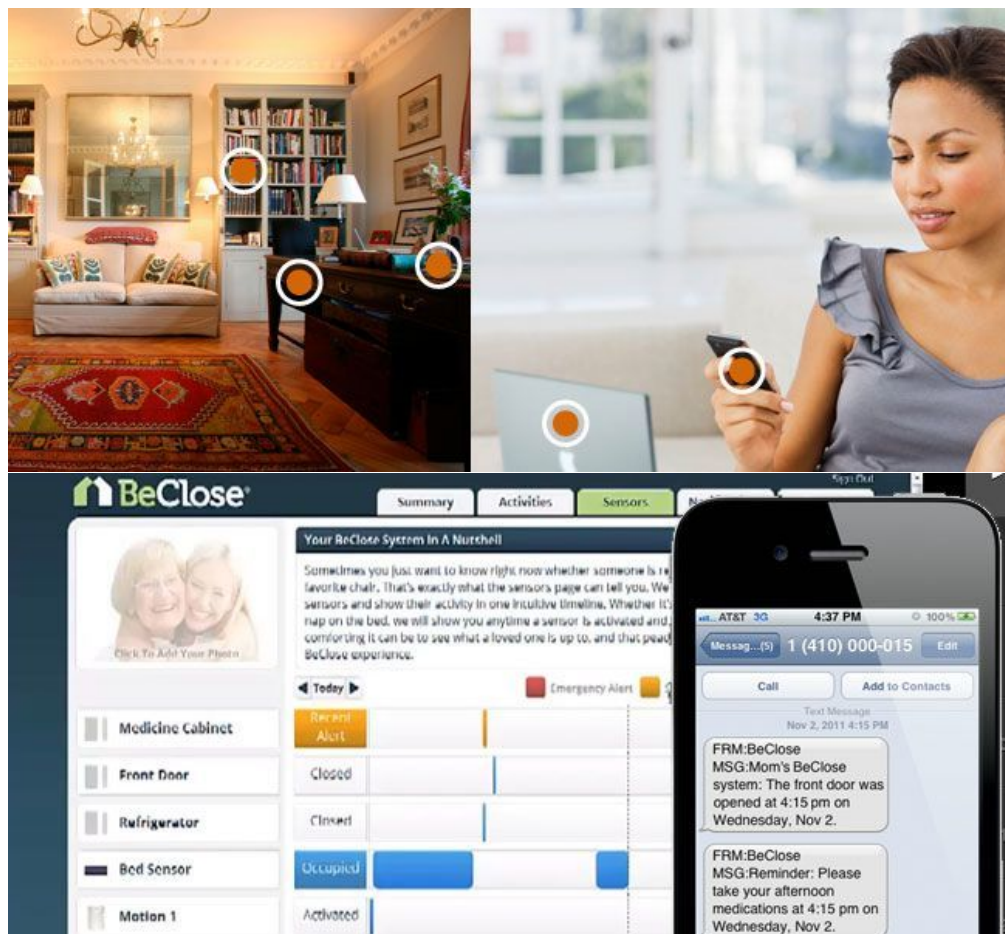 BeClose
Sign Out
Summary
Activities
Sensors
Click To Add Your Photo
Your BeClose System In A Nutshell
Sometimes you just want to know right now whether someone is
favorite chair. That's exactly what the sensors page can tell you. We
sensors and show their activity in one intuitive timeline. Whether it's
nap on the bed, we will show you anytime a sensor is activated and
comforting it can be to see what a loved one is up to, and that
BeClose experience.
Today
Emergency Alert
Medicine Cabinet
Recent
Alert
Front Door
Closed
Refrigerator
Closed
Bed Sensor
Occupied
Motion 1
Activated
AT&T 3G 4:37 PM 100%
Messag...(5) 1 (410) 000-015 Edit
Call Add to Contacts
Text Message
Nov 2, 2011 4:15 PM
FRM:BeClose
MSG:Mom's BeClose
system: The front door was
opened at 4:15 pm on
Wednesday, Nov 2.
FRM:BeClose
MSG:Reminder: Please
take your afternoon
medications at 4:15 pm on
Wednesday, Nov 2.